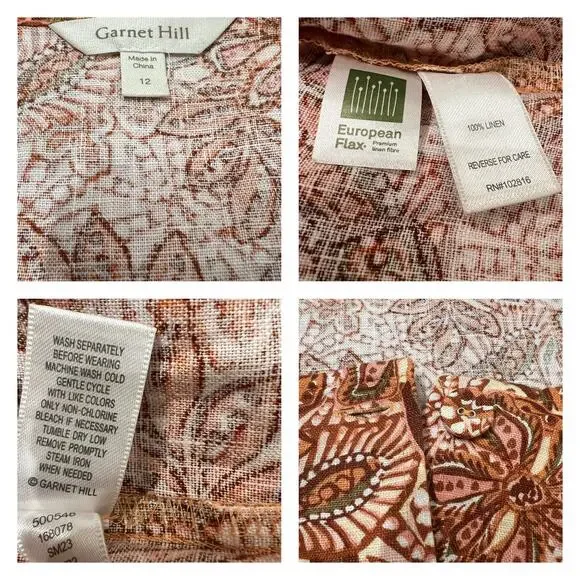 Garnet Hill
Made in
China
12
European
Flax®
Premium
linen fibre
100% LINEN
REVERSE FOR CARE
RN#102816
WASH SEPARATELY
BEFORE WEARING
MACHINE WASH COLD
GENTLE CYCLE
WITH LIKE COLORS
ONLY NON-CHLORINE
BLEACH IF NECESSARY
TUMBLE DRY LOW
REMOVE PROMPTLY
STEAM IRON
WHEN NEEDED
© GARNET HILL
500548
168078
SM23